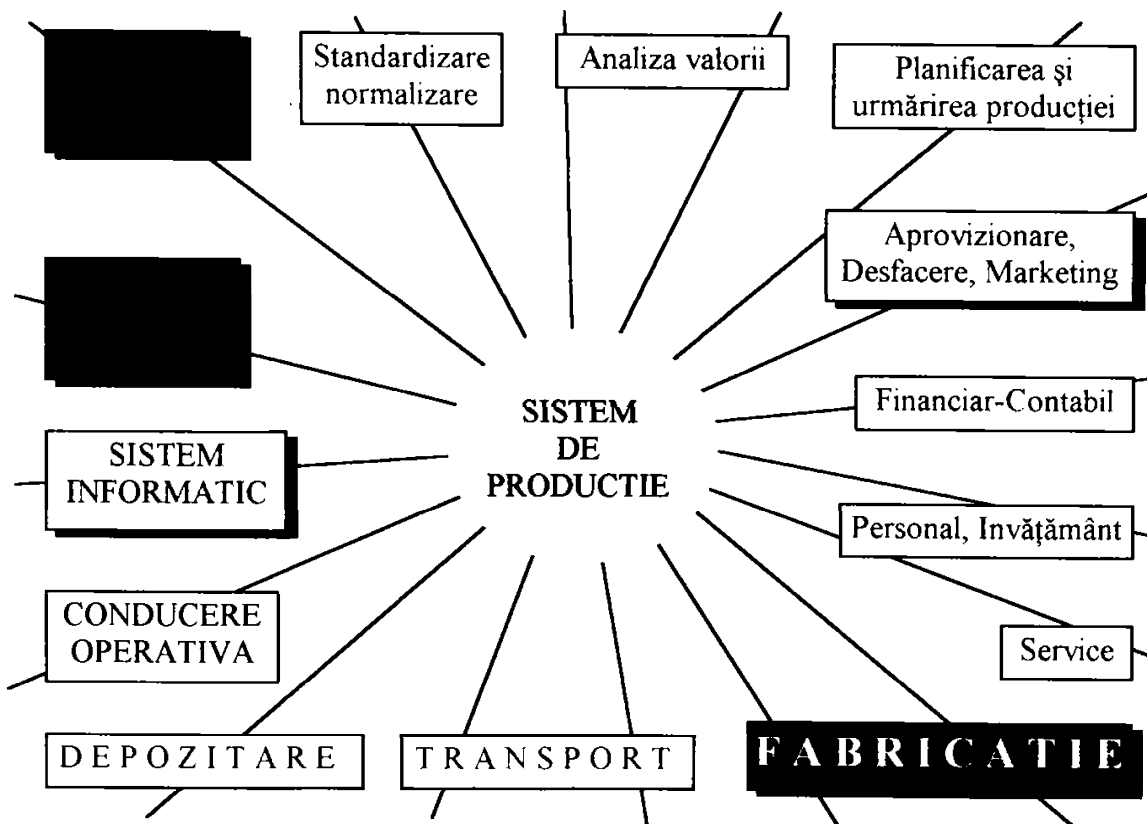 Standardizare
normalizare
Analiza valorii
Planificarea şi
urmărirea producţiei
Aprovizionare,
Desfacere, Marketing
Financiar-Contabil
SISTEM
DE
PRODUCTIE
SISTEM
INFORMATIC
Personal, Invăţământ
CONDUCERE
OPERATIVA
Service
DEPOZITARE
TRANSPORT
FABRICATIE